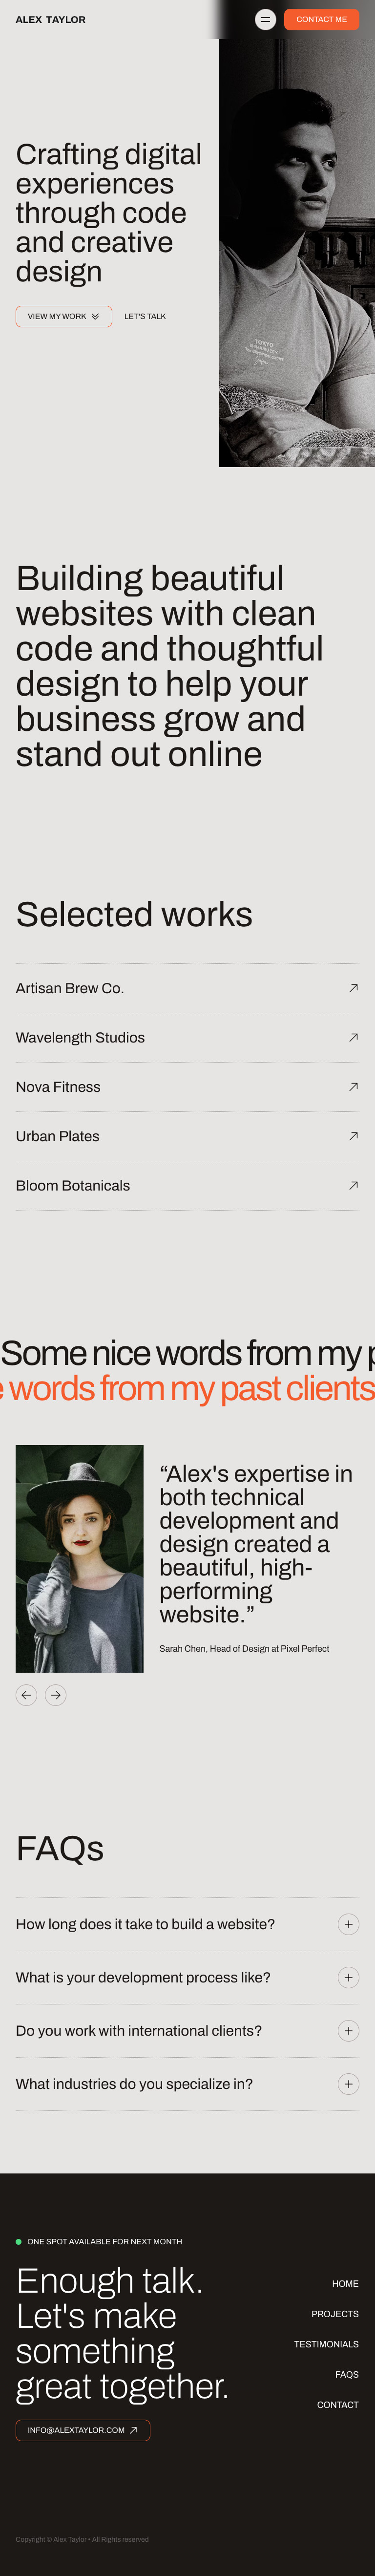 ALEX TAYLOR
CONTACT ME
Crafting digital
experiences
through code
and creative
design
VIEW MY WORK
LET'S TALK
TOKYO
Building beautiful
websites with clean
code and thoughtful
design to help your
business grow and
stand out online
Selected works
Artisan Brew Co.
Wavelength Studios
Nova Fitness
Urban Plates
Bloom Botanicals
Some nice words from my p
words from my past clients
“Alex's expertise in
both technical
development and
design created a
beautiful, high-
performing
website.”
Sarah Chen, Head of Design at Pixel Perfect
FAQs
How long does it take to build a website?
What is your development process like?
Do you work with international clients?
What industries do you specialize in?
ONE SPOT AVAILABLE FOR NEXT MONTH
Enough talk.
Let's make
something
great together.
INFO@ALEXTAYLOR.COM
HOME
PROJECTS
TESTIMONIALS
FAQS
CONTACT
Copyright © Alex Taylor • All Rights reserved